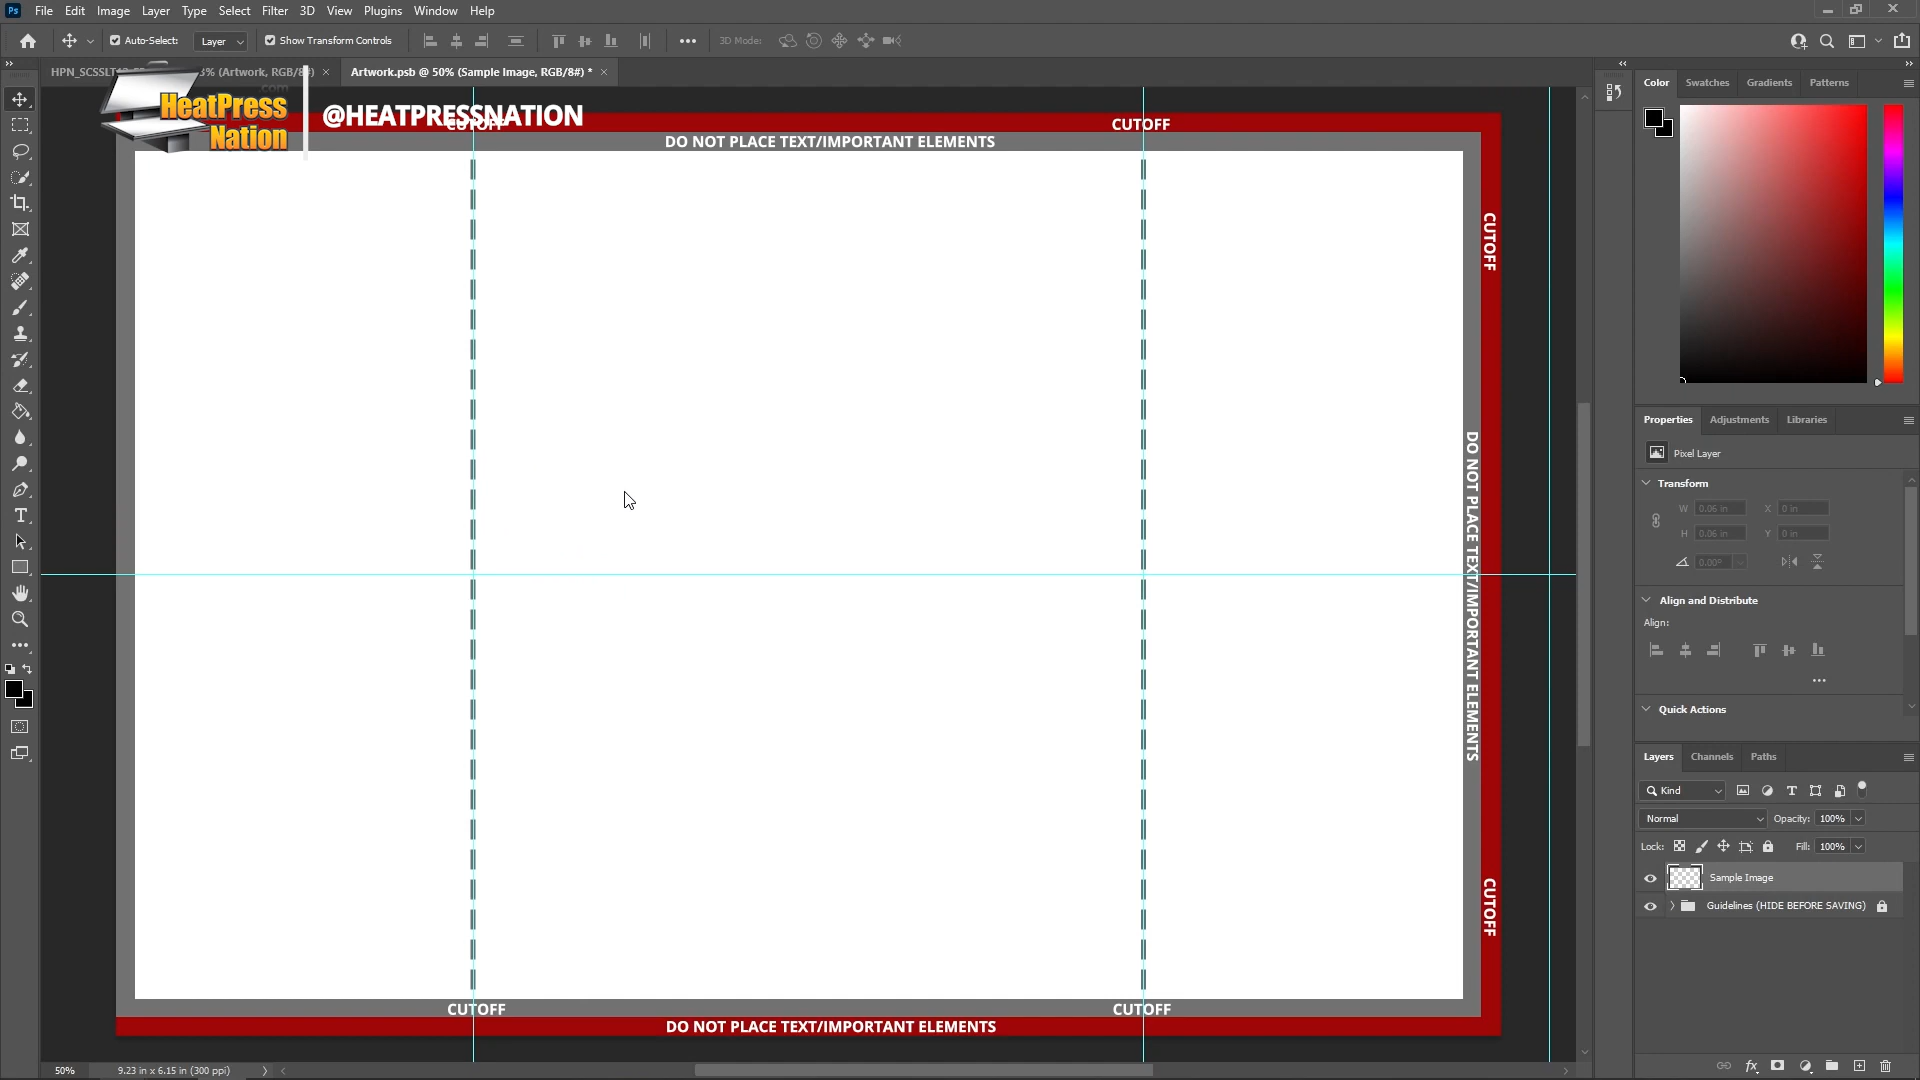 Ps File Edit Image Layer Type Select Filter 3D View Plugins Window Help
Auto-Select: Layer Show Transform Controls 3D Mode:
HPN_SCSSLT 3% (Artwork, RGB/8#) × Artwork.psb @ 50% (Sample Image, RGB/8#) * ×
.com
HeatPress
Nation
@HEATPRESSNATION
CUTOFF
CUTOFF
DO NOT PLACE TEXT/IMPORTANT ELEMENTS
CUTOFF
DO NOT PLACE TEXT/IMPORTANT ELEMENTS
CUTOFF
CUTOFF
CUTOFF
DO NOT PLACE TEXT/IMPORTANT ELEMENTS
50% 9.23 in x 6.15 in (300 ppi)
Color Swatches Gradients Patterns
Properties Adjustments Libraries
Pixel Layer
Transform
W 0.06 in X 0 in
H 0.06 in Y 0 in
0.00°
Align and Distribute
Align:
Quick Actions
Layers Channels Paths
Kind
Normal Opacity: 100%
Lock: Fill: 100%
Sample Image
Guidelines (HIDE BEFORE SAVING)